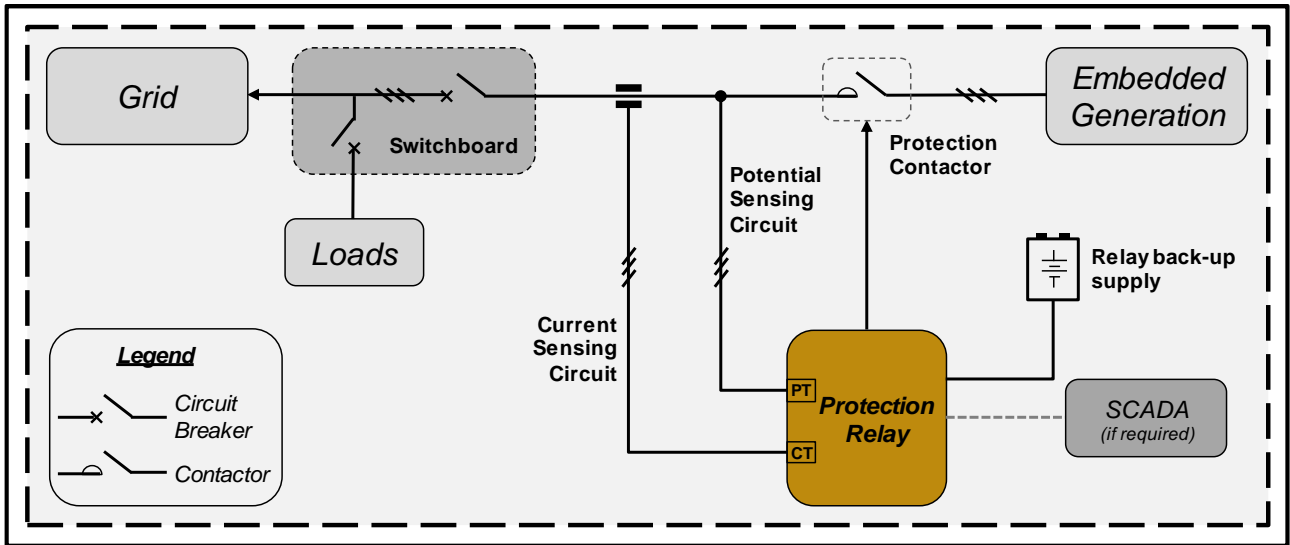 Grid
Switchboard
Loads
Embedded
Generation
Protection
Contactor
Potential
Sensing
Circuit
Relay back-up
supply
Current
Sensing
Circuit
PT
CT
Protection
Relay
SCADA
(if required)
Legend
Circuit
Breaker
Contactor